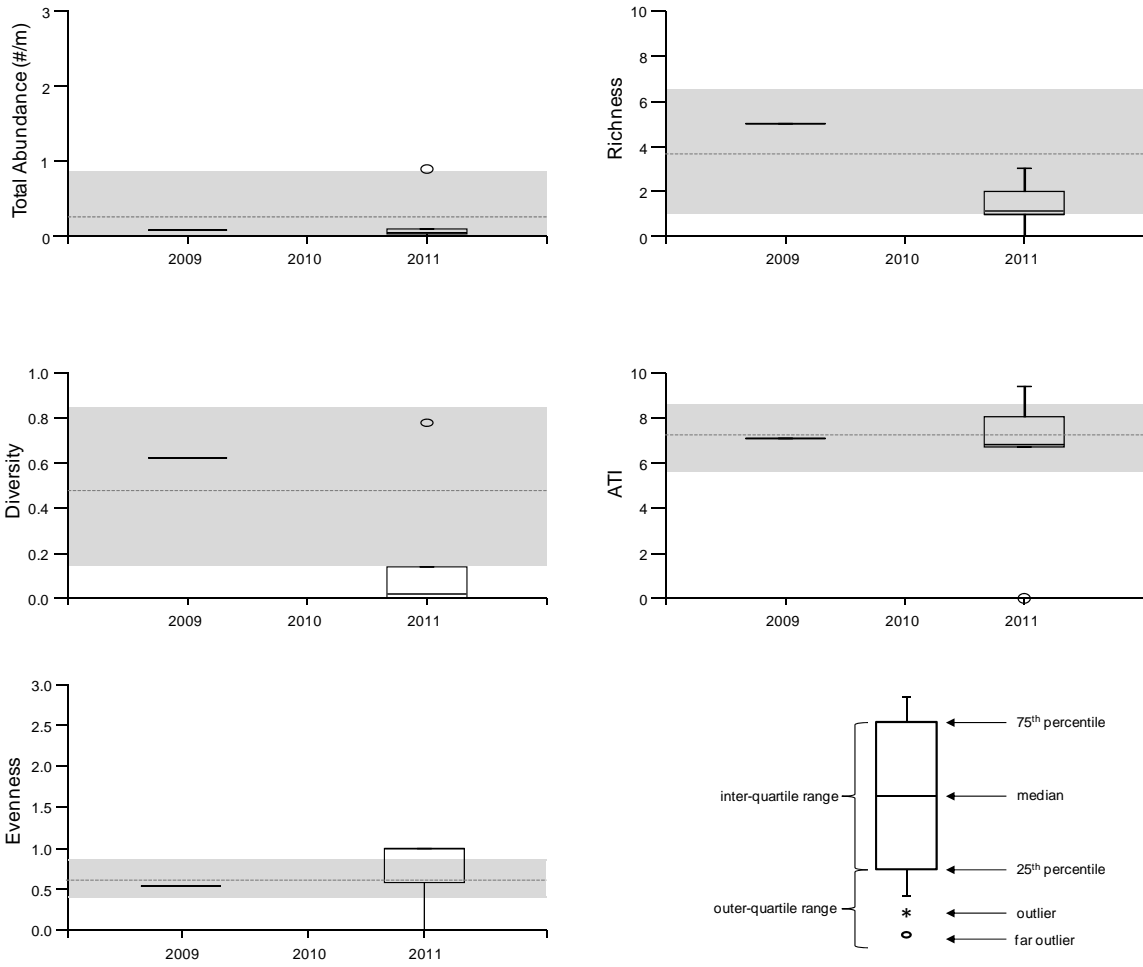 Total Abundance (#/m)
3
2
1
0
2009 2010 2011
Richness
10
8
6
4
2
0
2009 2010 2011
Diversity
1.0
0.8
0.6
0.4
0.2
0.0
2009 2010 2011
ATI
10
8
6
4
2
0
2009 2010 2011
Evenness
3.0
2.5
2.0
1.5
1.0
0.5
0.0
2009 2010 2011
75th percentile
inter-quartile range
median
25th percentile
outer-quartile range
*
outlier
far outlier